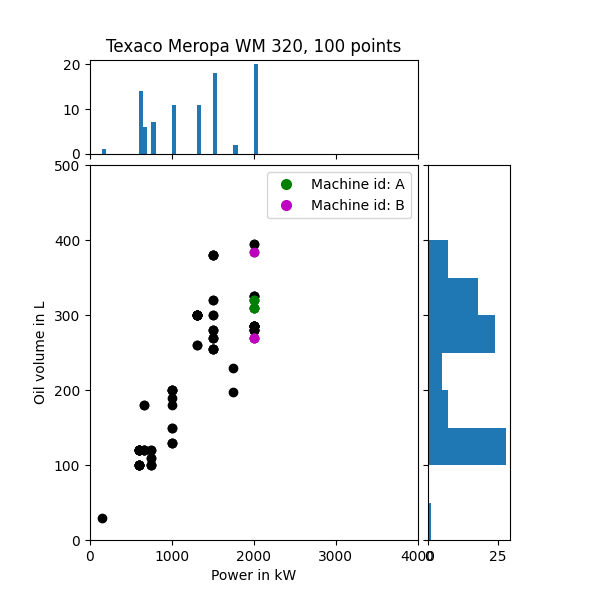 Texaco Meropa WM 320, 100 points
20
10
0
500
400
300
200
100
0
Oil volume in L
Machine id: A
Machine id: B
0 1000 2000 3000 4000
Power in kW
0 25